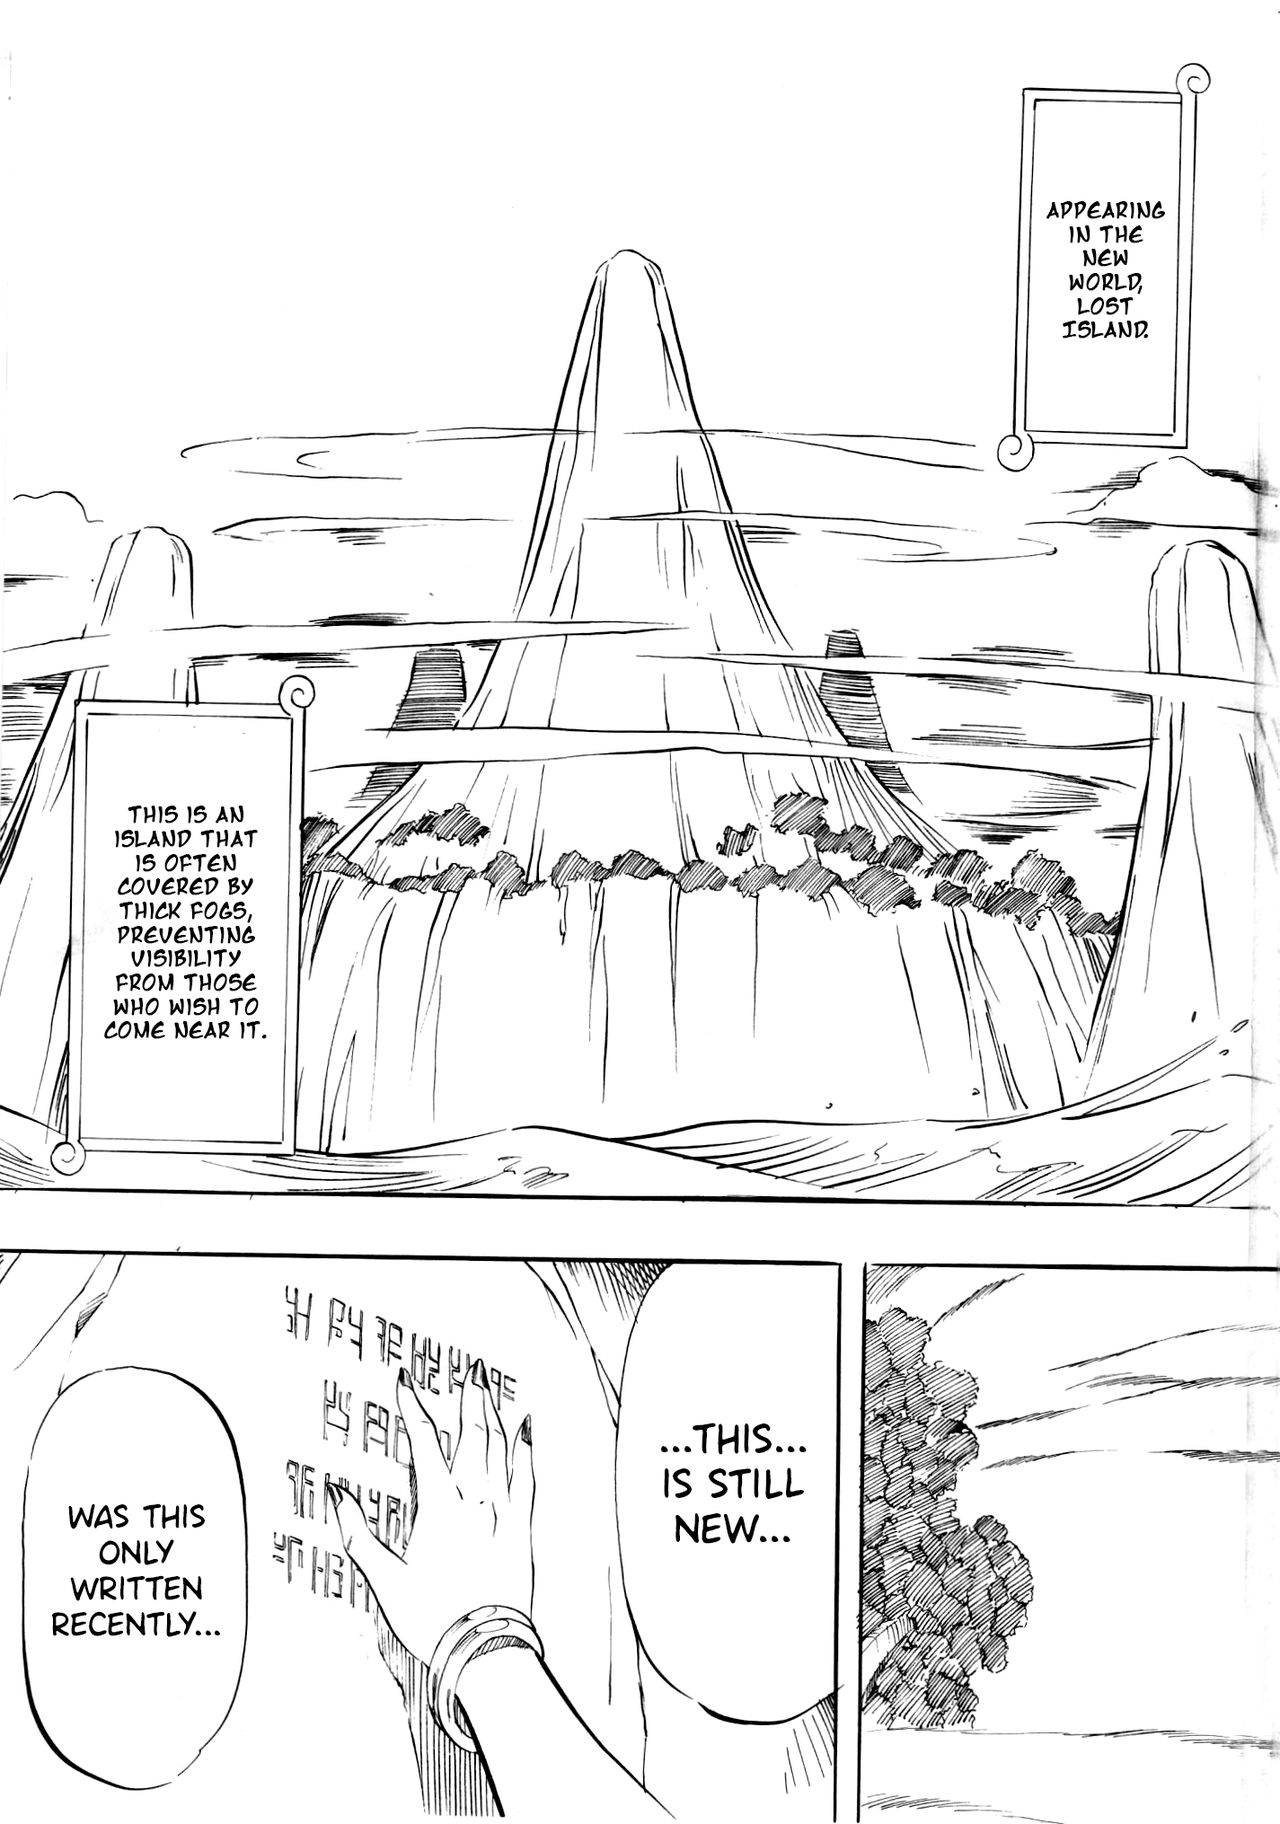 APPEARING
IN THE
NEW
WORLD,
LOST
ISLAND.
THIS IS AN
ISLAND THAT
IS OFTEN
COVERED BY
THICK FOGS,
PREVENTING
VISIBILITY
FROM THOSE
WHO WISH TO
COME NEAR IT.
...THIS...
IS STILL
NEW...
WAS THIS
ONLY
WRITTEN
RECENTLY...